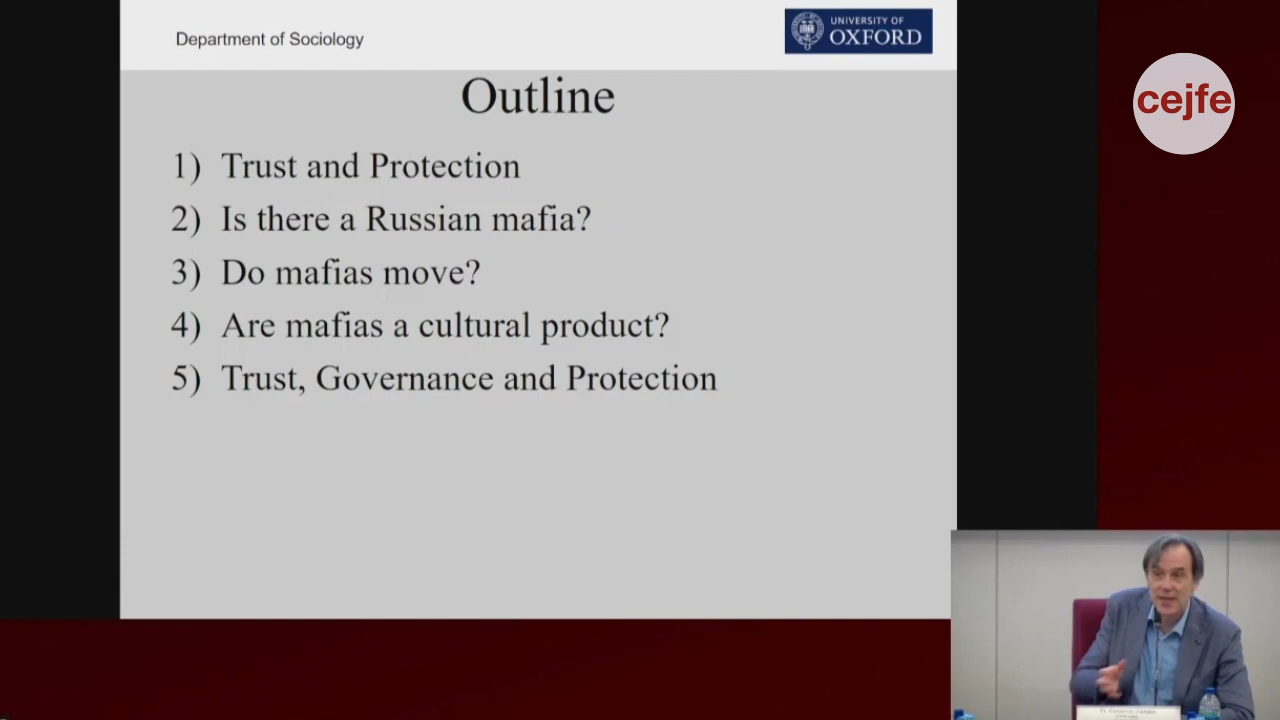 Department of Sociology
UNIVERSITY OF
OXFORD
cejfe
Outline
1) Trust and Protection
2) Is there a Russian mafia?
3) Do mafias move?
4) Are mafias a cultural product?
5) Trust, Governance and Protection